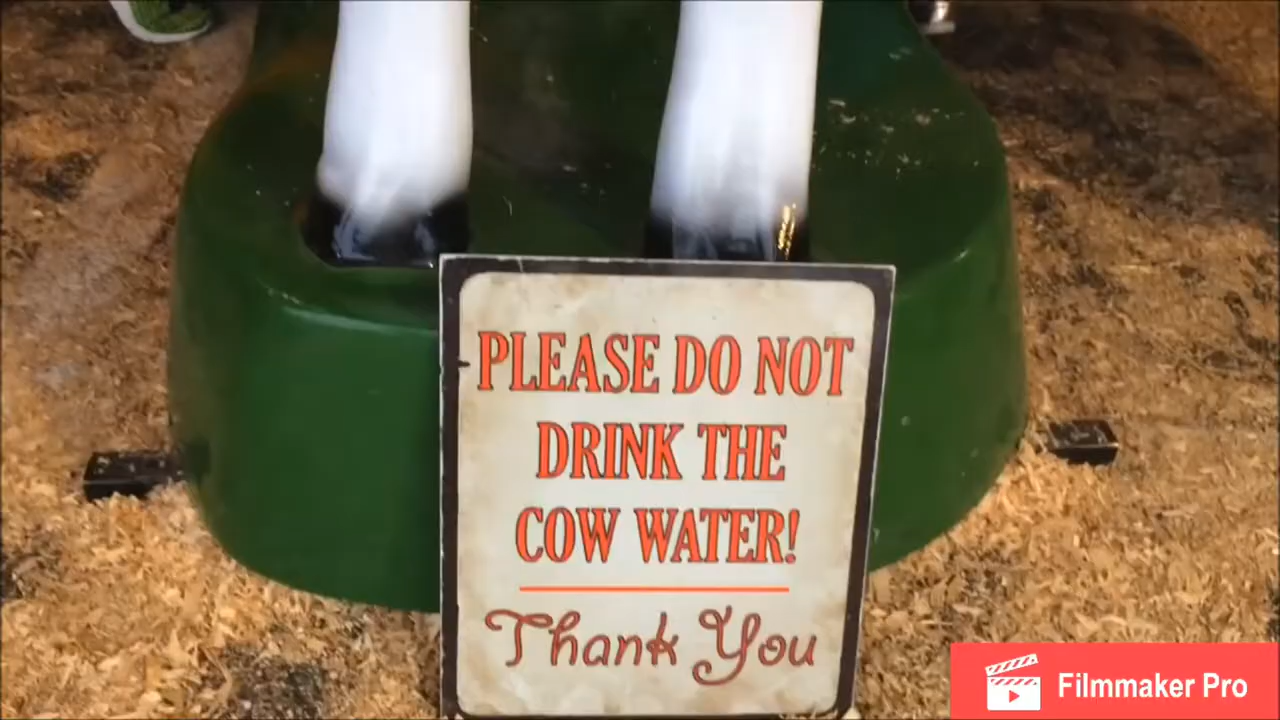 PLEASE DO NOT
DRINK THE
COW WATER!
Thank You
Filmmaker Pro